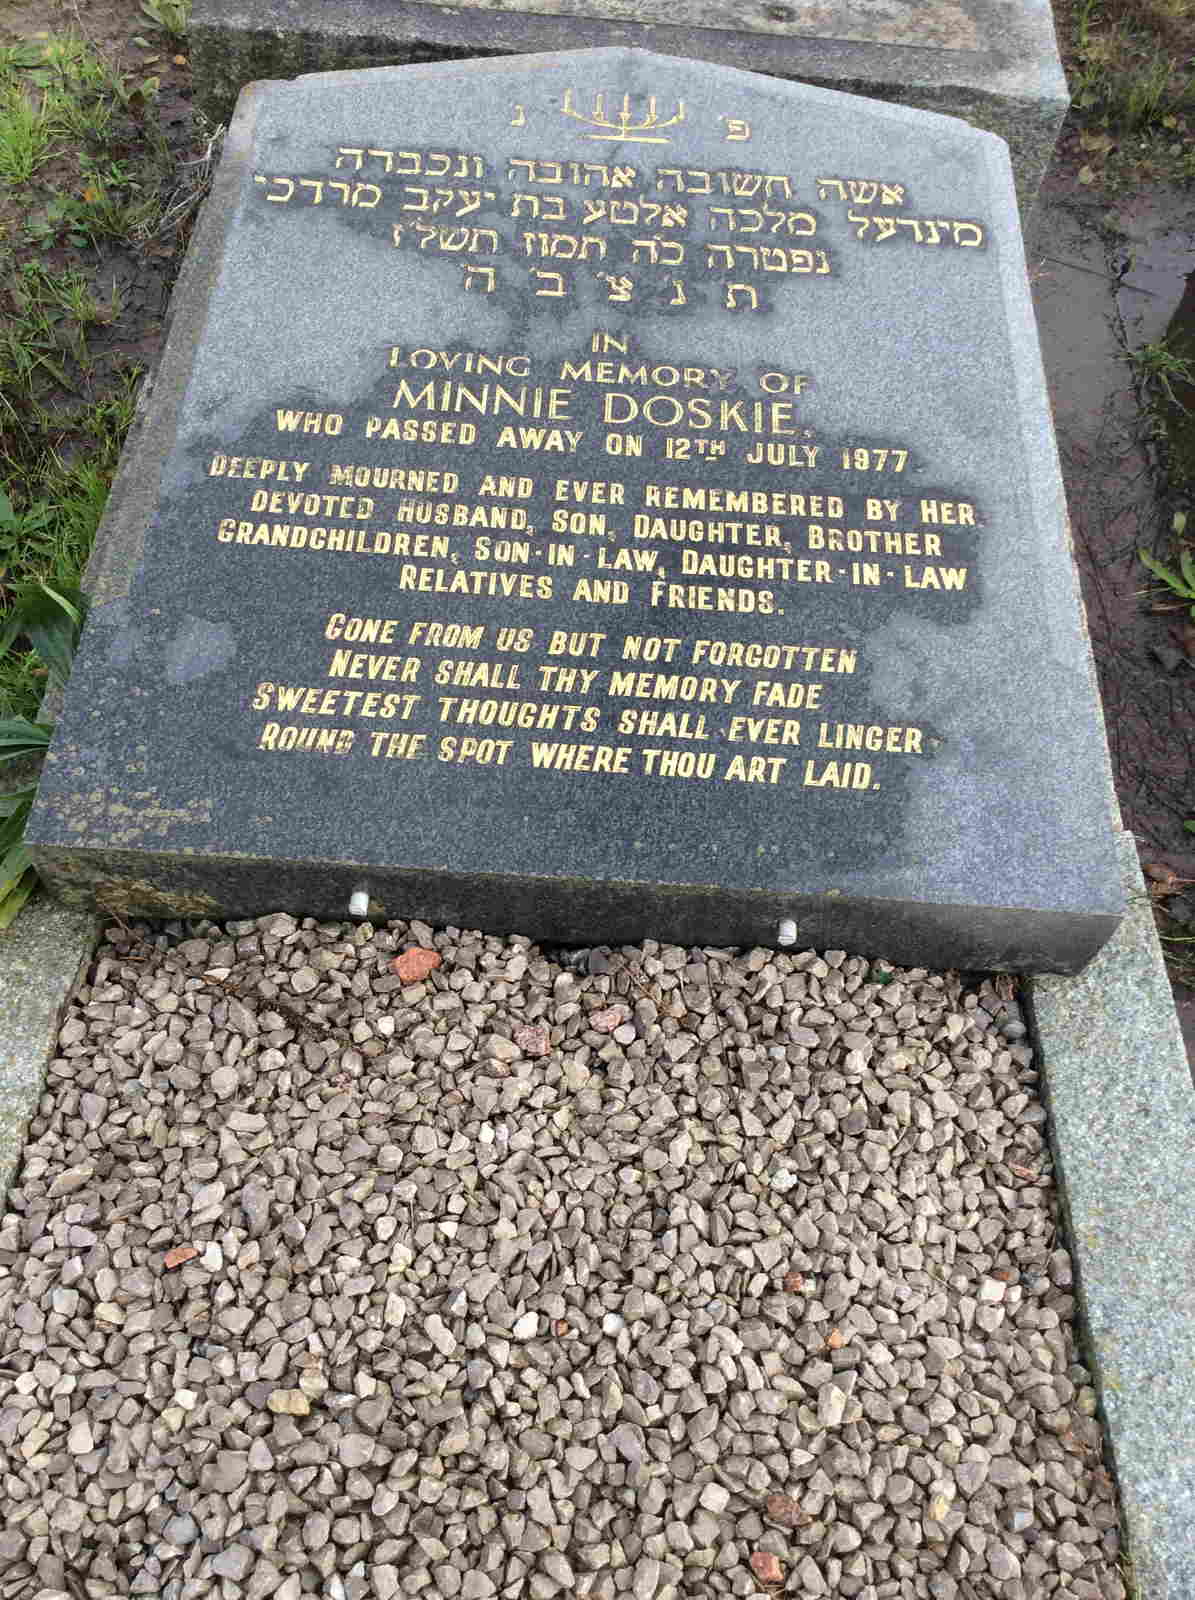 פ׳ נ׳
אשה חשובה אהובה ונכבדה
מינדעל מלכה אלטע בת יעקב מרדכי
נפטרה כ״ה תמוז תשל״ז
ת׳ נ׳ צ׳ ב׳ ה׳
IN
LOVING MEMORY OF
MINNIE DOSKIE,
WHO PASSED AWAY ON 12TH JULY 1977
DEEPLY MOURNED AND EVER REMEMBERED BY HER
DEVOTED HUSBAND, SON, DAUGHTER, BROTHER
GRANDCHILDREN, SON-IN-LAW, DAUGHTER-IN-LAW
RELATIVES AND FRIENDS.
GONE FROM US BUT NOT FORGOTTEN
NEVER SHALL THY MEMORY FADE
SWEETEST THOUGHTS SHALL EVER LINGER
ROUND THE SPOT WHERE THOU ART LAID.